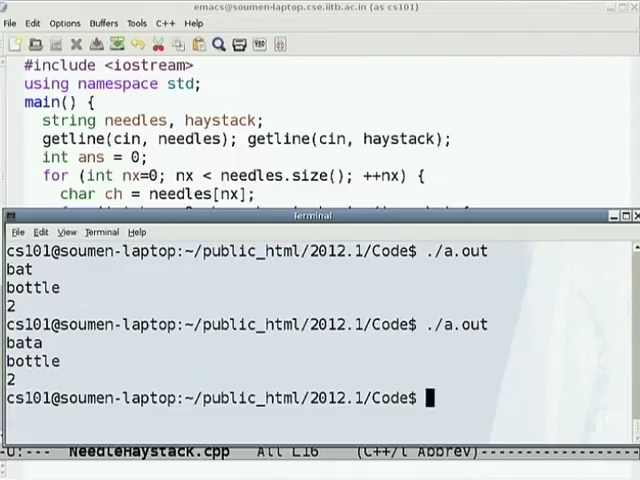 emacs@soumen-laptop.cse.iitb.ac.in (as cs101)
File Edit Options Buffers Tools C++ Help
#include <iostream>
using namespace std;
main() {
string needles, haystack;
getline(cin, needles); getline(cin, haystack);
int ans = 0;
for (int nx=0; nx < needles.size(); ++nx) {
char ch = needles[nx];
Terminal
File Edit View Terminal Help
cs101@soumen-laptop:~/public_html/2012.1/Code$ ./a.out
bat
bottle
2
cs101@soumen-laptop:~/public_html/2012.1/Code$ ./a.out
bata
bottle
2
cs101@soumen-laptop:~/public_html/2012.1/Code$
-U:--- NeedleHaystack.cpp All L16 (C++/l Abbrev)